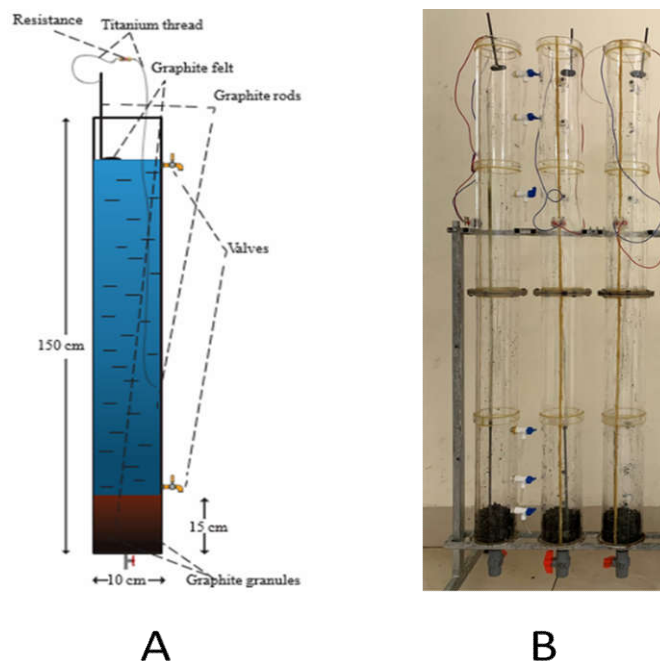 Resistance
Titanium thread
Graphite felt
Graphite rods
Valves
150 cm
15 cm
10 cm
Graphite granules
A
B